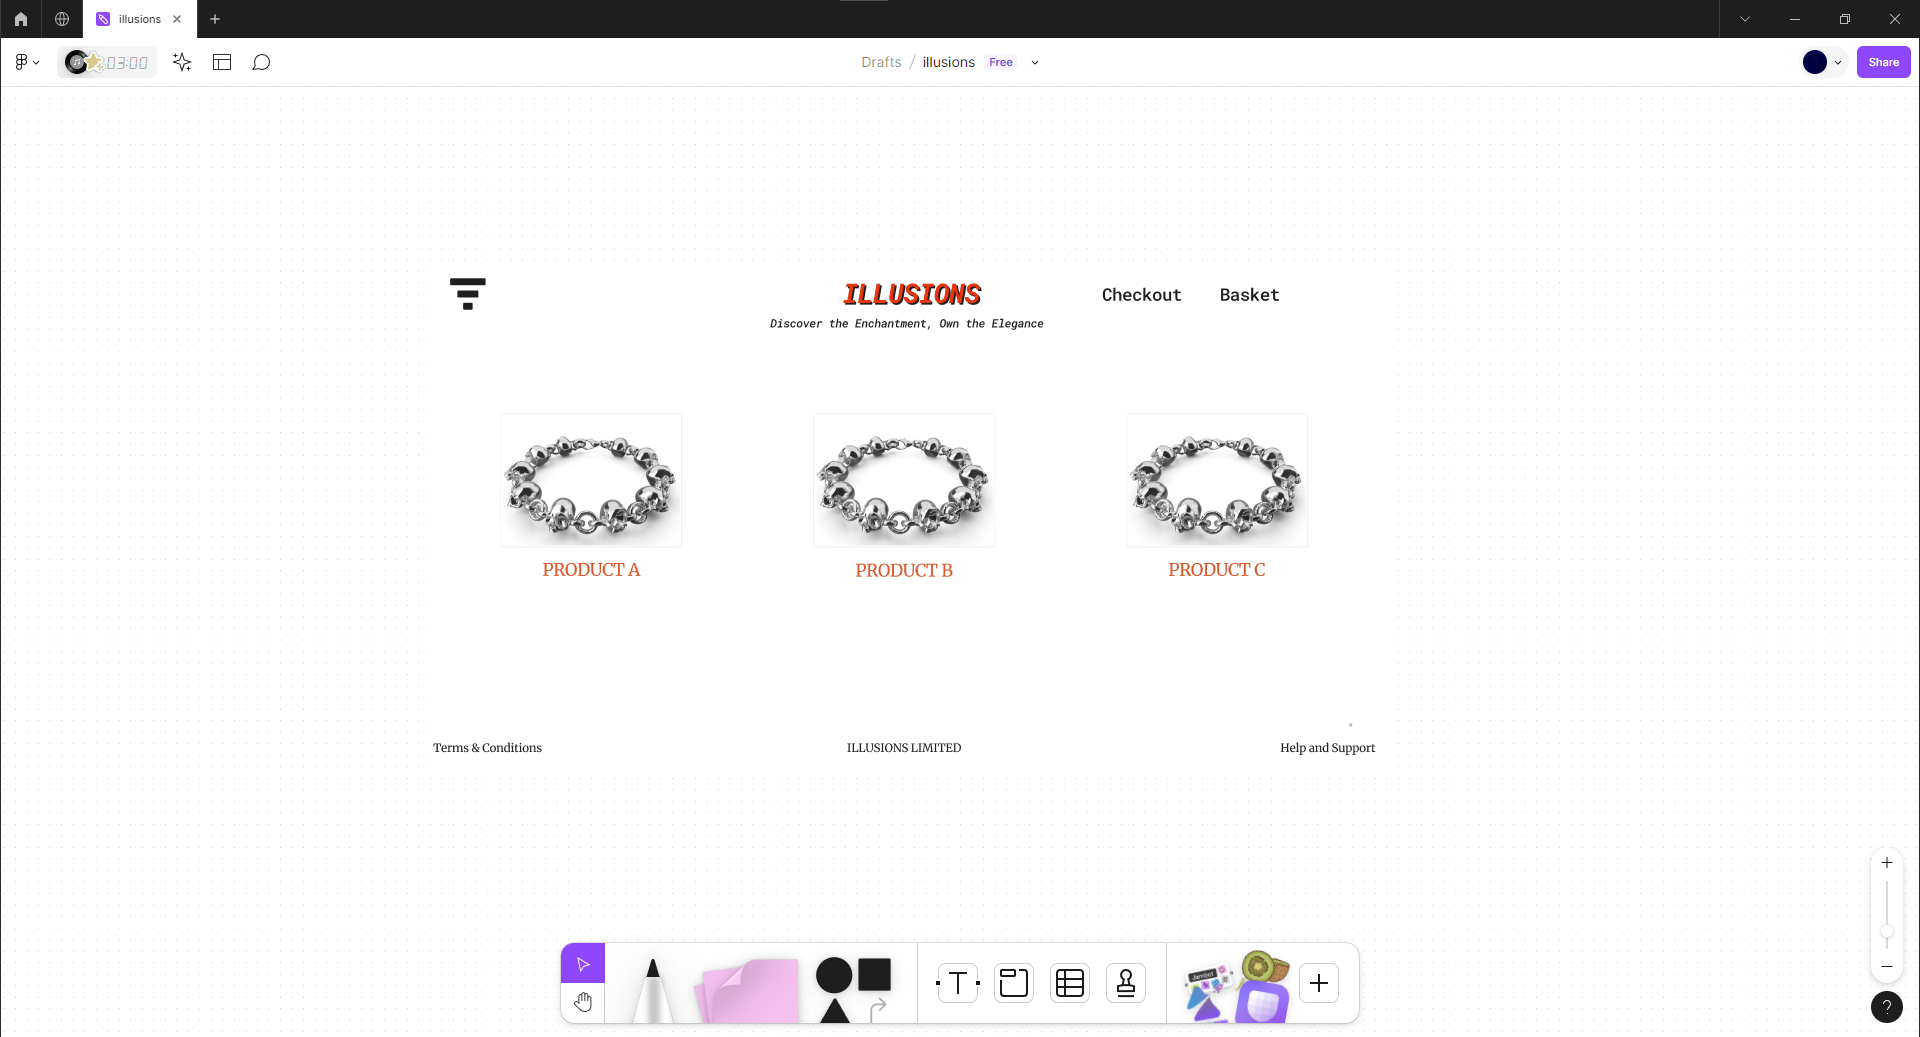 illusions
03:00
Drafts / illusions Free
Share
ILLUSIONS
Checkout Basket
Discover the Enchantment, Own the Elegance
PRODUCT A
PRODUCT B
PRODUCT C
Terms & Conditions
ILLUSIONS LIMITED
Help and Support
T
Jambot
?